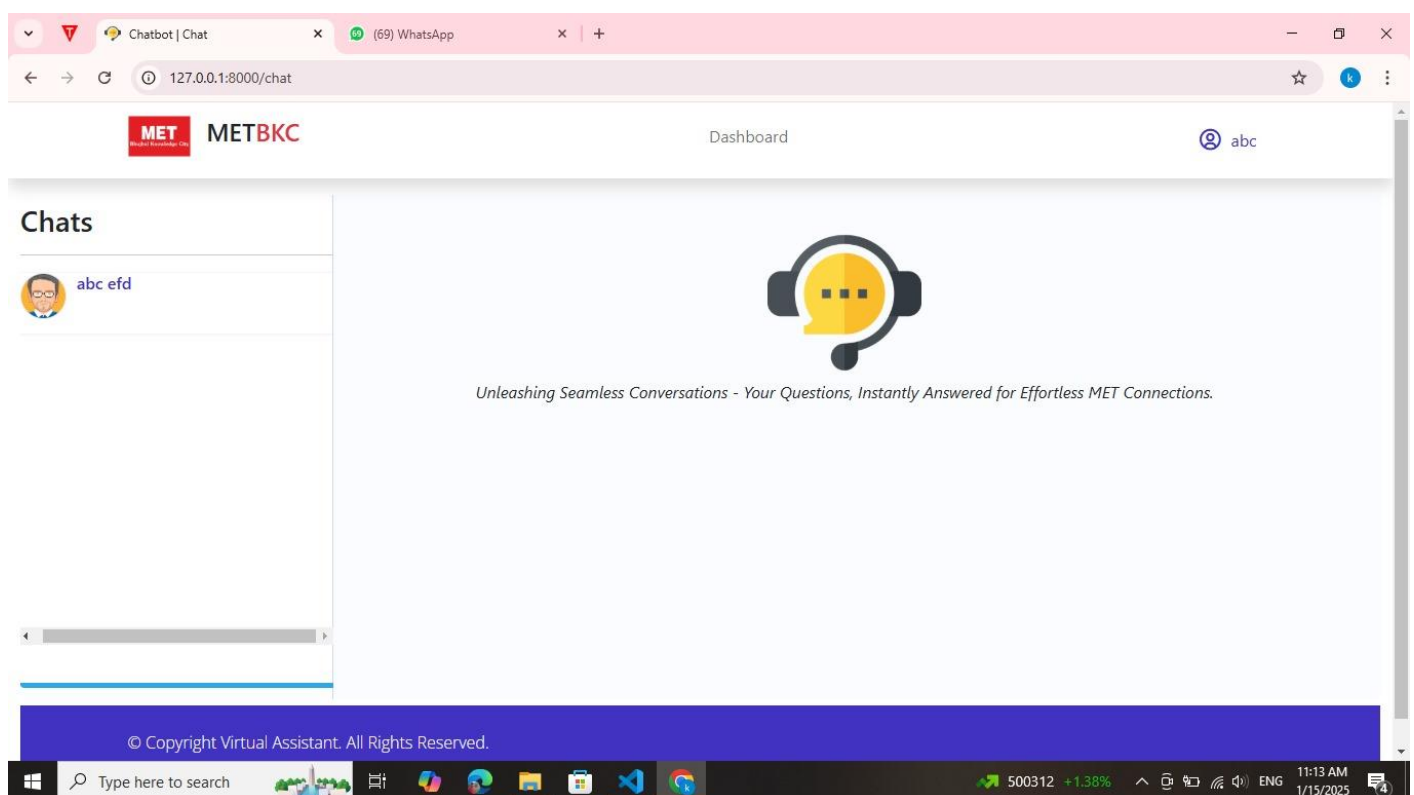 Chatbot | Chat
(69) WhatsApp
127.0.0.1:8000/chat
k
MET
METBKC
Dashboard
abc
Chats
abc efd
Unleashing Seamless Conversations - Your Questions, Instantly Answered for Effortless MET Connections.
© Copyright Virtual Assistant. All Rights Reserved.
Type here to search
500312 +1.38%
ENG
11:13 AM
1/15/2025
4